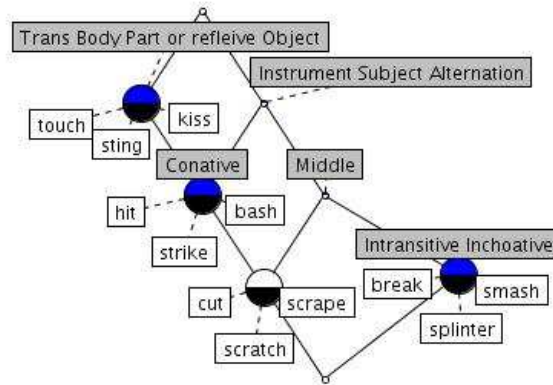 Trans Body Part or refleive Object
Instrument Subject Alternation
touch
kiss
sting
Conative
Middle
hit
bash
strike
Intransitive Inchoative
cut
scrape
break
smash
splinter
scratch